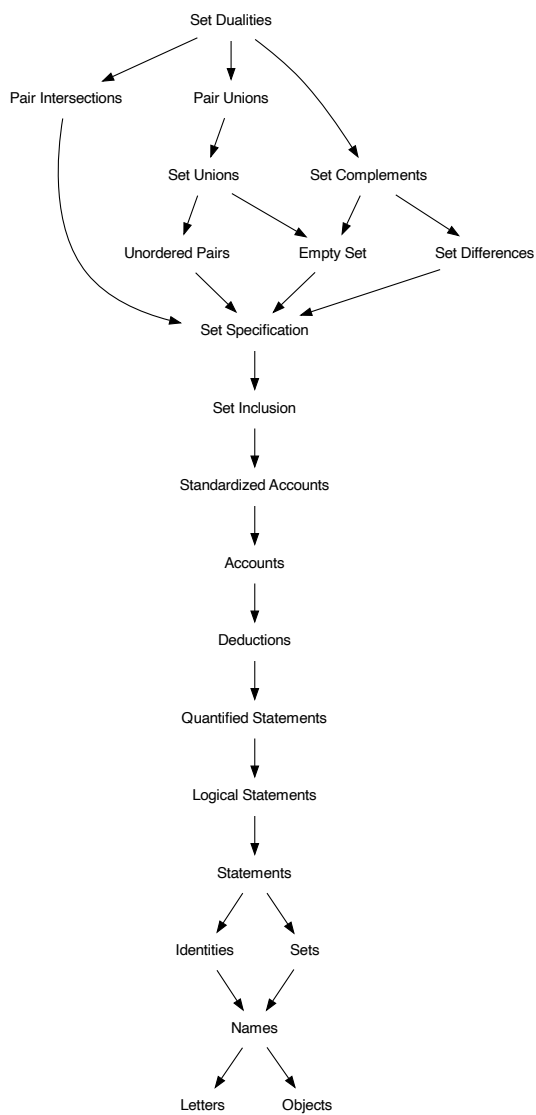 Set Dualities
Pair Intersections
Pair Unions
Set Unions
Set Complements
Unordered Pairs
Empty Set
Set Differences
Set Specification
Set Inclusion
Standardized Accounts
Accounts
Deductions
Quantified Statements
Logical Statements
Statements
Identities
Sets
Names
Letters
Objects